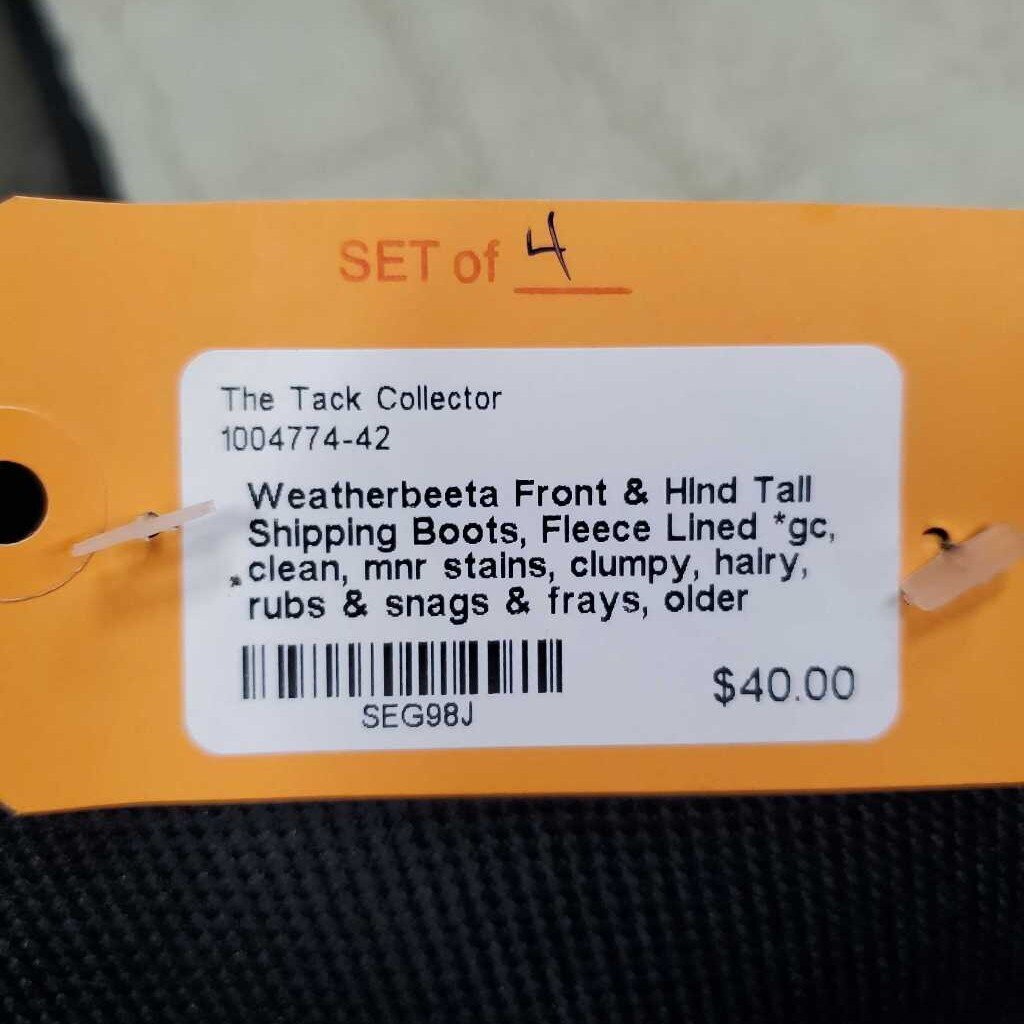 SET of 4
The Tack Collector
1004774-42
Weatherbeeta Front & Hind Tall
Shipping Boots, Fleece Lined *gc,
clean, mnr stains, clumpy, hairy,
rubs & snags & frays, older
SEG98J
$40.00